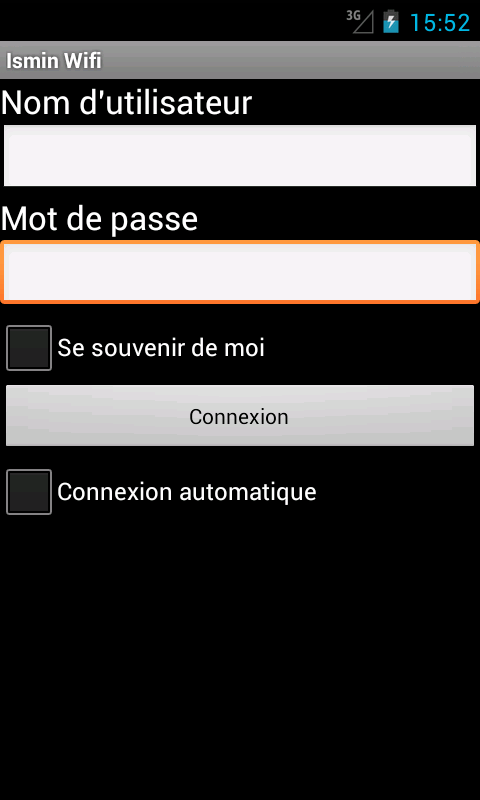 3G 15:52
Ismin Wifi
Nom d'utilisateur
Mot de passe
Se souvenir de moi
Connexion
Connexion automatique